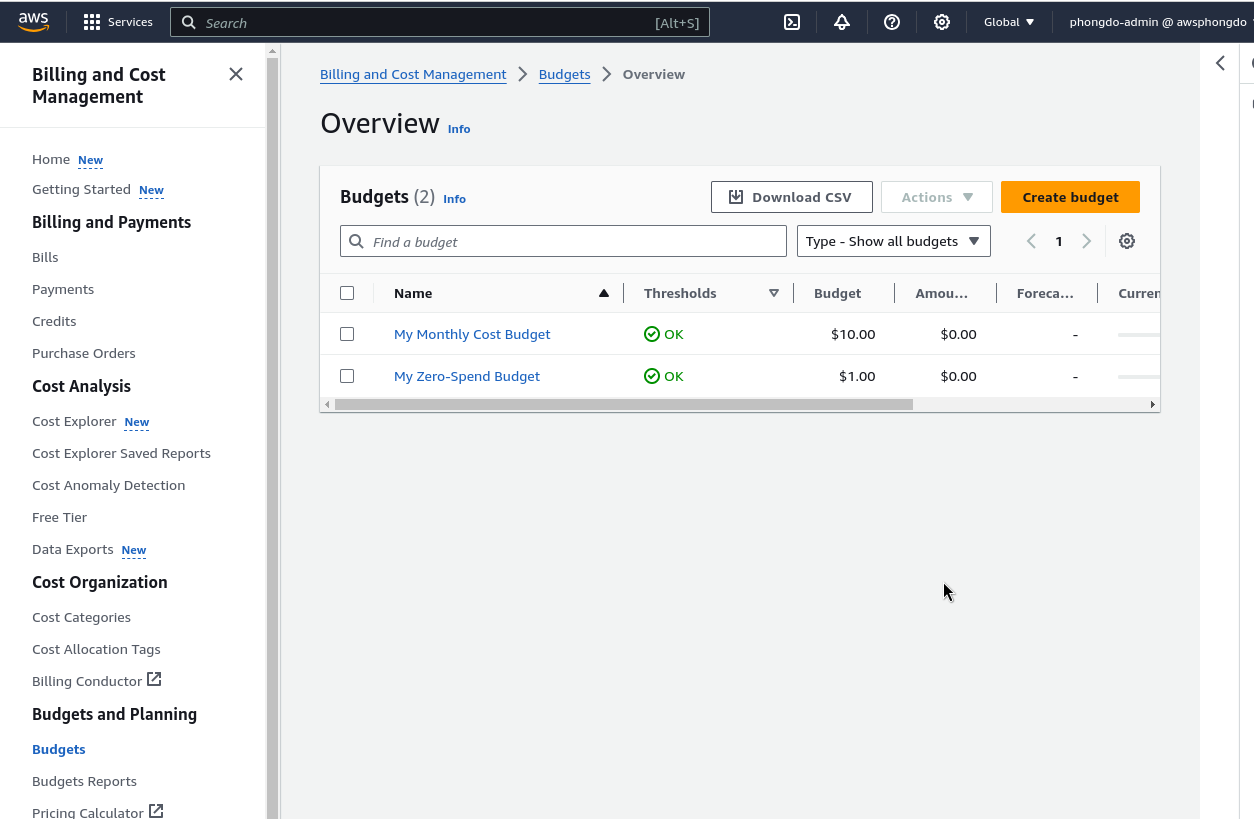 aws
Services
Search
[Alt+S]
Global
phongdo-admin @ awsphongdo
Billing and Cost
Management
Home New
Getting Started New
Billing and Payments
Bills
Payments
Credits
Purchase Orders
Cost Analysis
Cost Explorer New
Cost Explorer Saved Reports
Cost Anomaly Detection
Free Tier
Data Exports New
Cost Organization
Cost Categories
Cost Allocation Tags
Billing Conductor
Budgets and Planning
Budgets
Budgets Reports
Pricing Calculator
Billing and Cost Management
Budgets
Overview
Overview Info
Budgets (2) Info
Download CSV
Actions
Create budget
Find a budget
Type - Show all budgets
1
Name Thresholds Budget Amou... Foreca... Curren
My Monthly Cost Budget OK $10.00 $0.00 -
My Zero-Spend Budget OK $1.00 $0.00 -